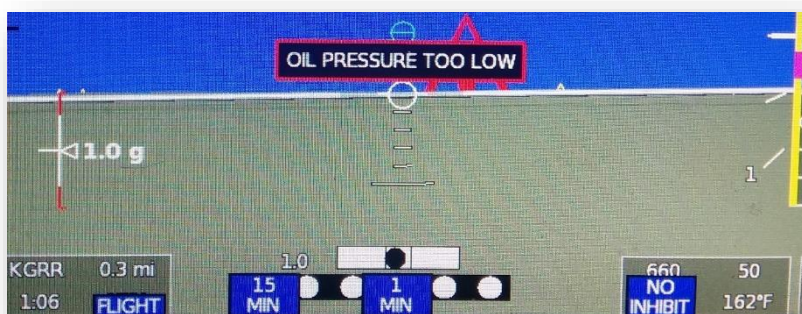 OIL PRESSURE TOO LOW
1.0 g
1
KGRR 0.3 mi 1.0 660 50
1:06 FLIGHT 15 MIN 1 MIN NO INHIBIT 162°F